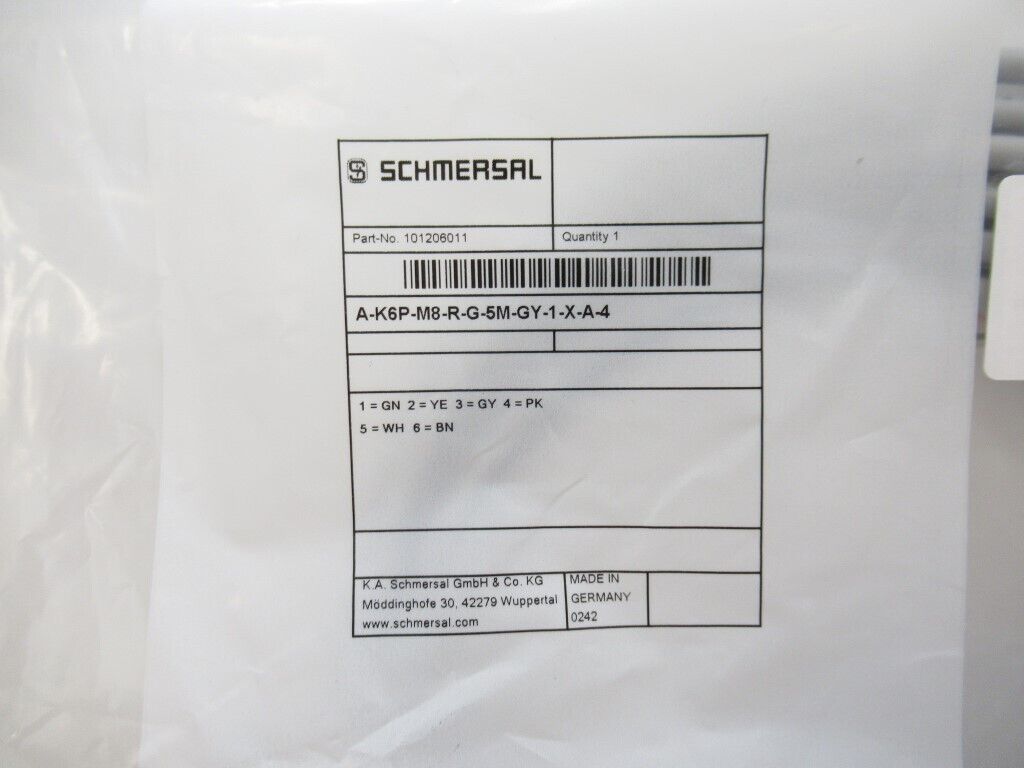 SCHMERSAL
Part-No. 101206011
Quantity 1
A-K6P-M8-R-G-5M-GY-1-X-A-4
1 = GN 2 = YE 3 = GY 4 = PK
5 = WH 6 = BN
K.A. Schmersal GmbH & Co. KG
Möddinghofe 30, 42279 Wuppertal
www.schmersal.com
MADE IN
GERMANY
0242